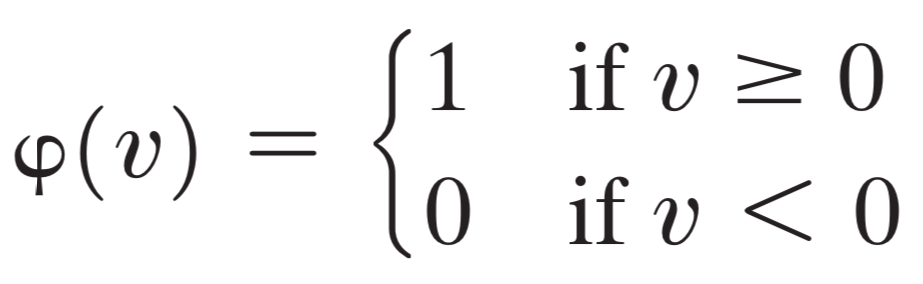 φ(v) = { 1 if v ≥ 0
0 if v < 0